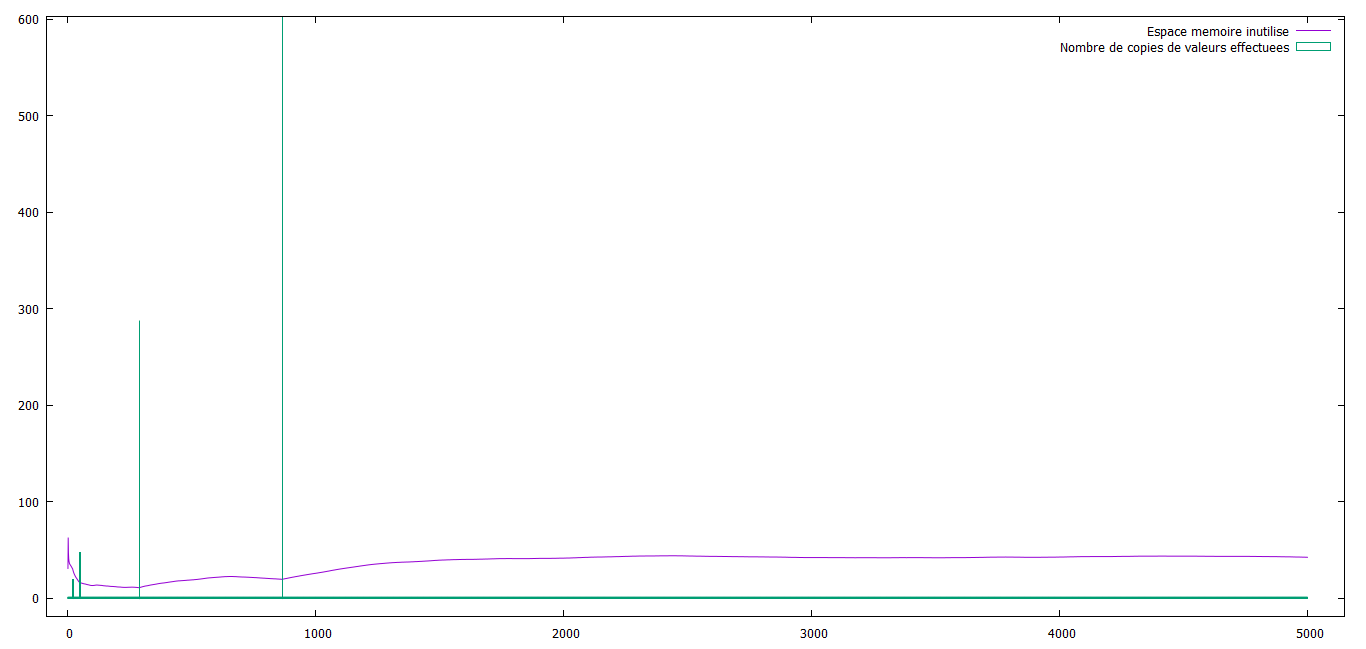 Espace memoire inutilise
Nombre de copies de valeurs effectuees
600
500
400
300
200
100
0
0 1000 2000 3000 4000 5000